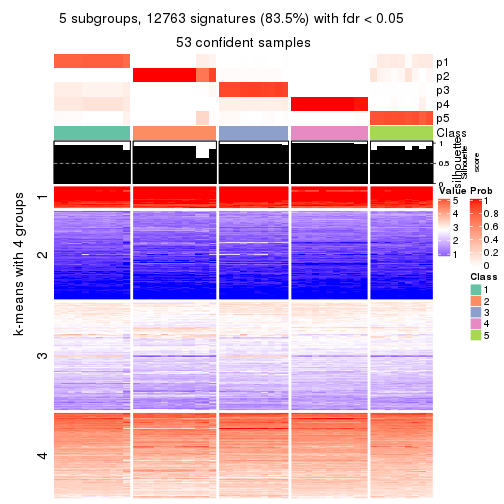 5 subgroups, 12763 signatures (83.5%) with fdr < 0.05
53 confident samples
p1
p2
p3
p4
p5
Class
1
0.5
0
silhouette
Silhouette
score
k-means with 4 groups
1
2
3
4
Value
5
4
3
2
1
Prob
1
0.8
0.6
0.4
0.2
0
Class
1
2
3
4
5